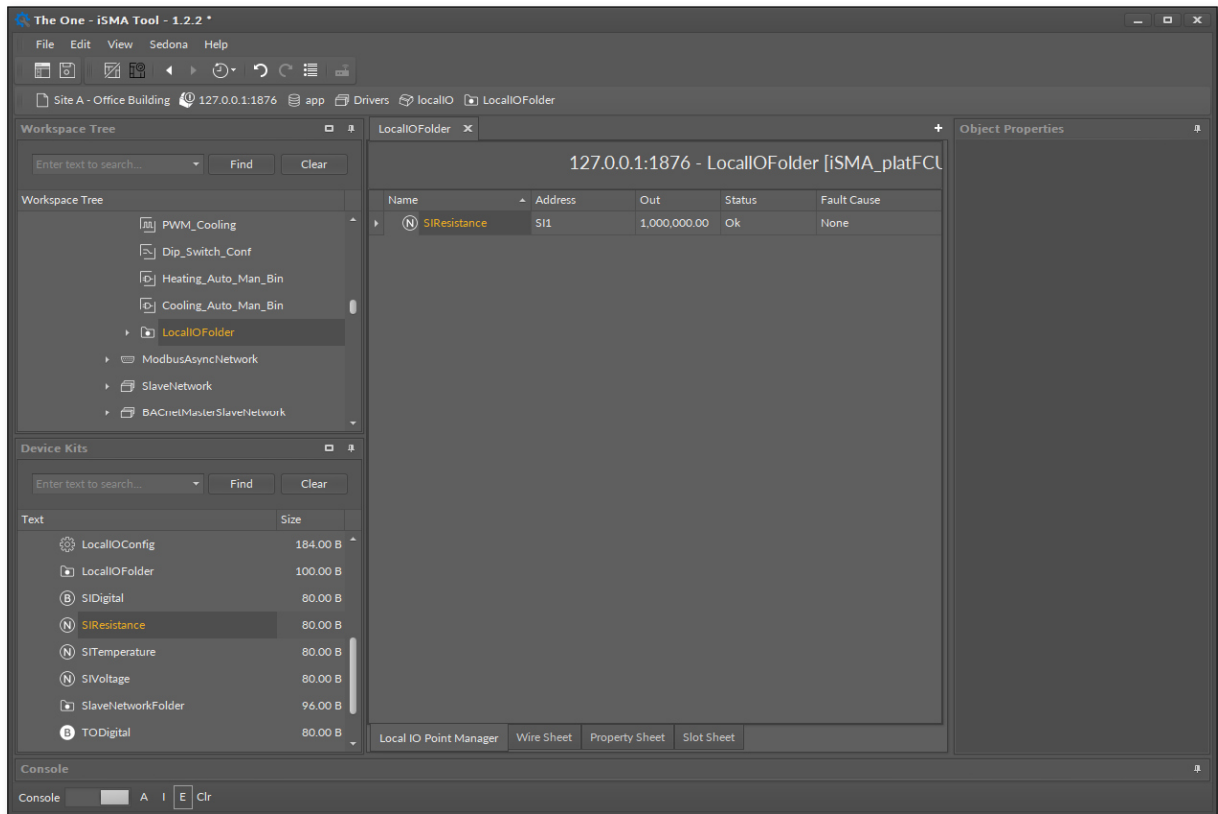 The One - iSMA Tool - 1.2.2 *
File Edit View Sedona Help
Site A - Office Building 127.0.0.1:1876 app Drivers localIO LocalIOFolder
Workspace Tree
Enter text to search... Find Clear
Workspace Tree
PWM_Cooling
Dip_Switch_Conf
Heating_Auto_Man_Bin
Cooling_Auto_Man_Bin
LocalIOFolder
ModbusAsyncNetwork
SlaveNetwork
BACnetMasterSlaveNetwork
Device Kits
Enter text to search... Find Clear
Text Size
LocalIOConfig 184.00 B
LocalIOFolder 100.00 B
B SIDigital 80.00 B
N SIResistance 80.00 B
N SITemperature 80.00 B
N SIVoltage 80.00 B
SlaveNetworkFolder 96.00 B
B TODigital 80.00 B
LocalIOFolder X
127.0.0.1:1876 - LocalIOFolder [iSMA_platFCU
Name Address Out Status Fault Cause
N SIResistance SI1 1,000,000.00 Ok None
Local IO Point Manager Wire Sheet Property Sheet Slot Sheet
Object Properties
Console
Console A I E Clr